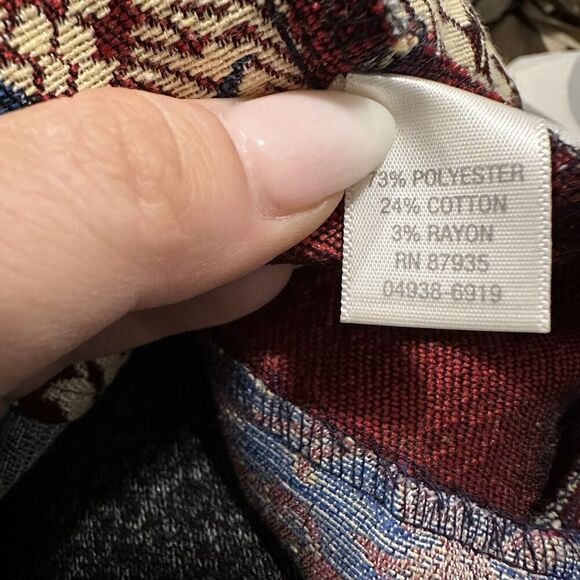 73% POLYESTER
24% COTTON
3% RAYON
RN 87935
04938-6919